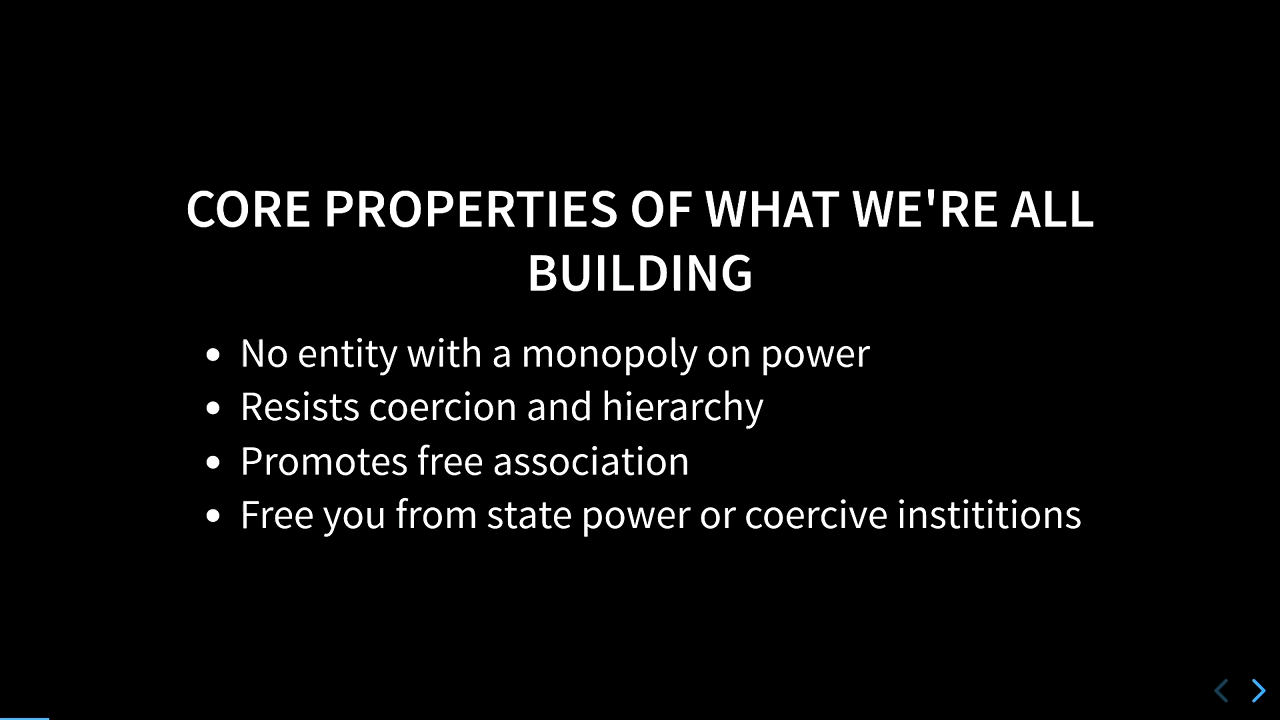 CORE PROPERTIES OF WHAT WE'RE ALL
BUILDING
No entity with a monopoly on power
Resists coercion and hierarchy
Promotes free association
Free you from state power or coercive instititions